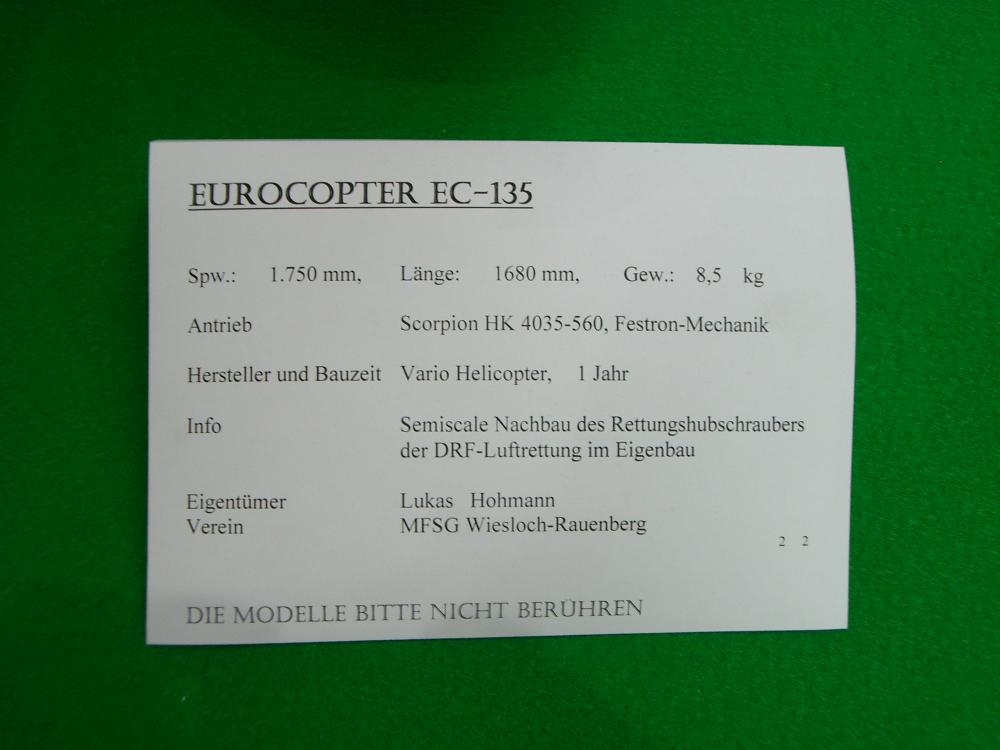 EUROCOPTER EC-135
Spw.: 1.750 mm, Länge: 1680 mm, Gew.: 8,5 kg
Antrieb Scorpion HK 4035-560, Festron-Mechanik
Hersteller und Bauzeit Vario Helicopter, 1 Jahr
Info Semiscale Nachbau des Rettungshubschraubers
der DRF-Luftrettung im Eigenbau
Eigentümer Lukas Hohmann
Verein MFSG Wiesloch-Rauenberg
2 2
DIE MODELLE BITTE NICHT BERÜHREN